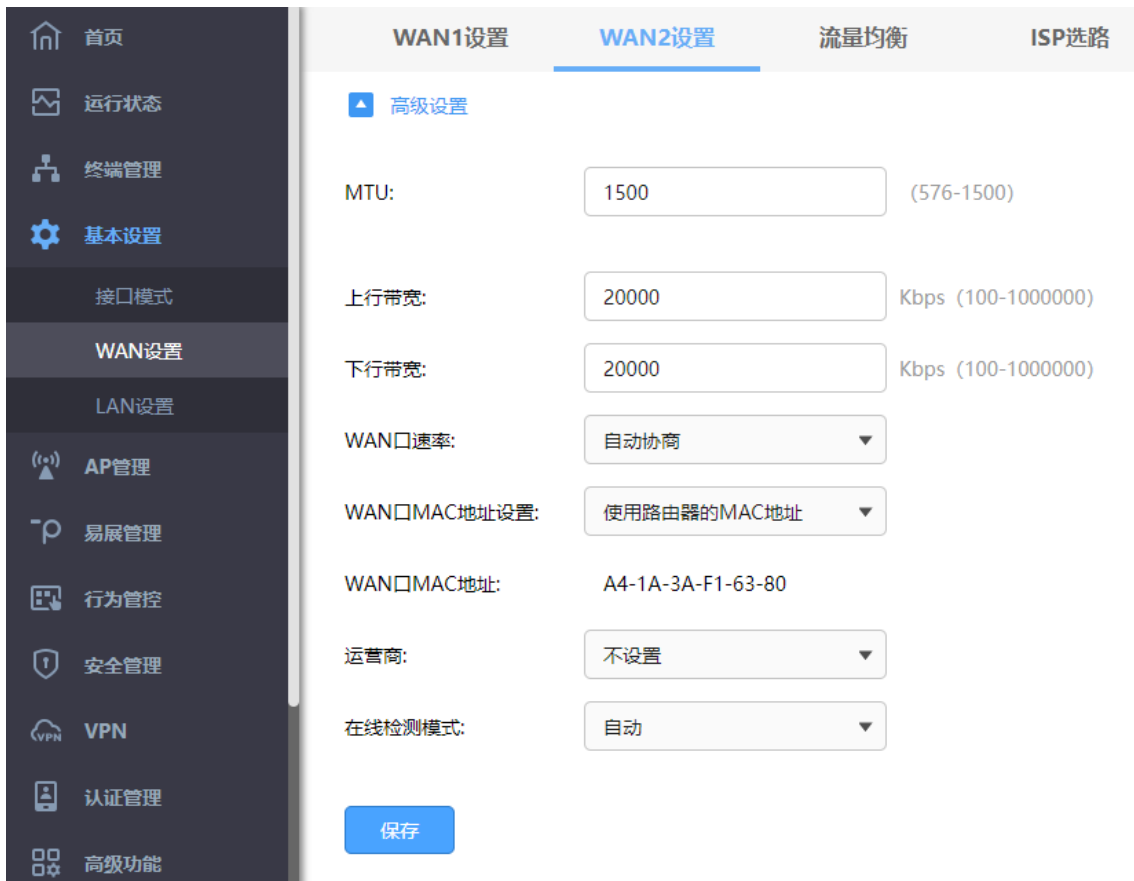 首页
运行状态
终端管理
基本设置
接口模式
WAN设置
LAN设置
AP管理
易展管理
行为管控
安全管理
VPN
VPN
认证管理
高级功能
WAN1设置 WAN2设置 流量均衡 ISP选路
高级设置
MTU: 1500 (576-1500)
上行带宽: 20000 Kbps (100-1000000)
下行带宽: 20000 Kbps (100-1000000)
WAN口速率: 自动协商
WAN口MAC地址设置: 使用路由器的MAC地址
WAN口MAC地址: A4-1A-3A-F1-63-80
运营商: 不设置
在线检测模式: 自动
保存